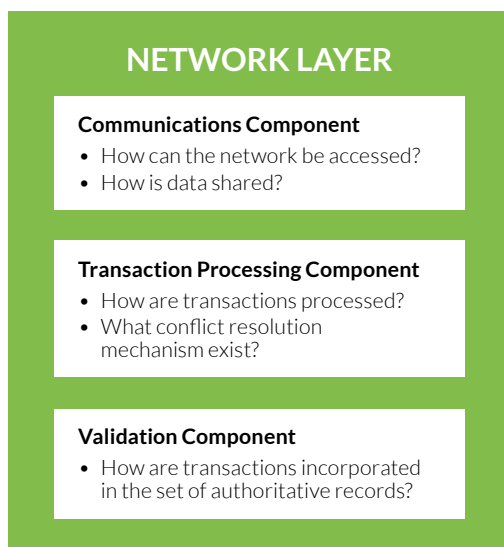 NETWORK LAYER
Communications Component
• How can the network be accessed?
• How is data shared?
Transaction Processing Component
• How are transactions processed?
• What conflict resolution
mechanism exist?
Validation Component
• How are transactions incorporated
in the set of authoritative records?